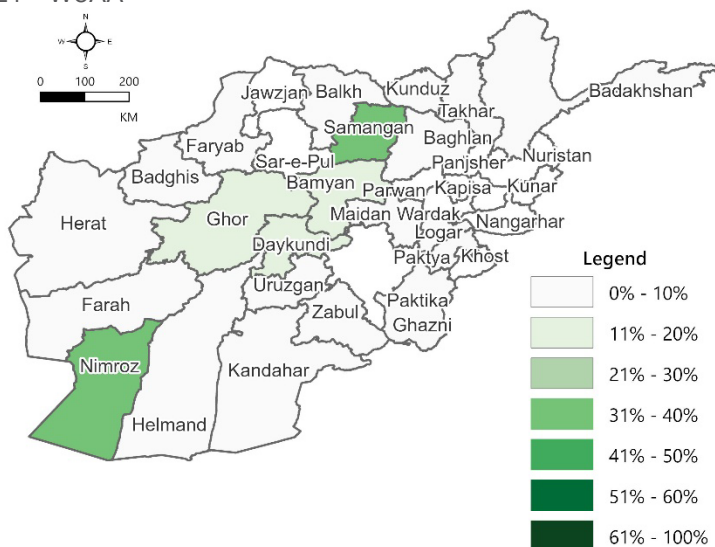 N
W E
S
0 100 200
KM
Jawzjan
Balkh
Kunduz
Takhar
Badakhshan
Samangan
Faryab
Baghlan
Sar-e-Pul
Panjsher
Nuristan
Badghis
Bamyan
Parwan
Kapisa
Kunar
Herat
Ghor
Maidan Wardak
Nangarhar
Logar
Daykundi
Paktya
Khost
Uruzgan
Farah
Paktika
Zabul
Ghazni
Nimroz
Kandahar
Helmand
Legend
0% - 10%
11% - 20%
21% - 30%
31% - 40%
41% - 50%
51% - 60%
61% - 100%